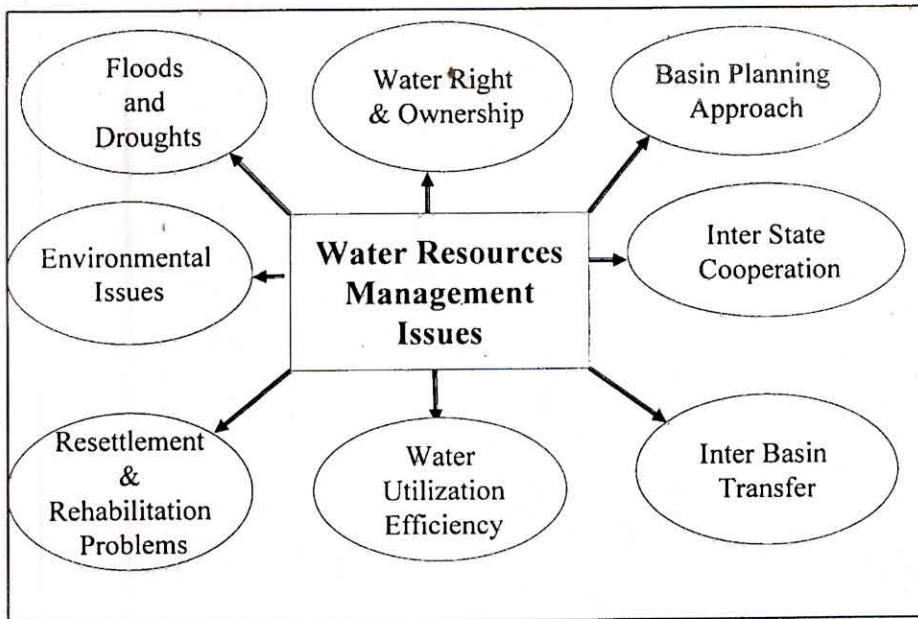 Floods
and
Droughts
Water Right
& Ownership
Basin Planning
Approach
Environmental
Issues
Water Resources
Management
Issues
Inter State
Cooperation
Resettlement
&
Rehabilitation
Problems
Water
Utilization
Efficiency
Inter Basin
Transfer